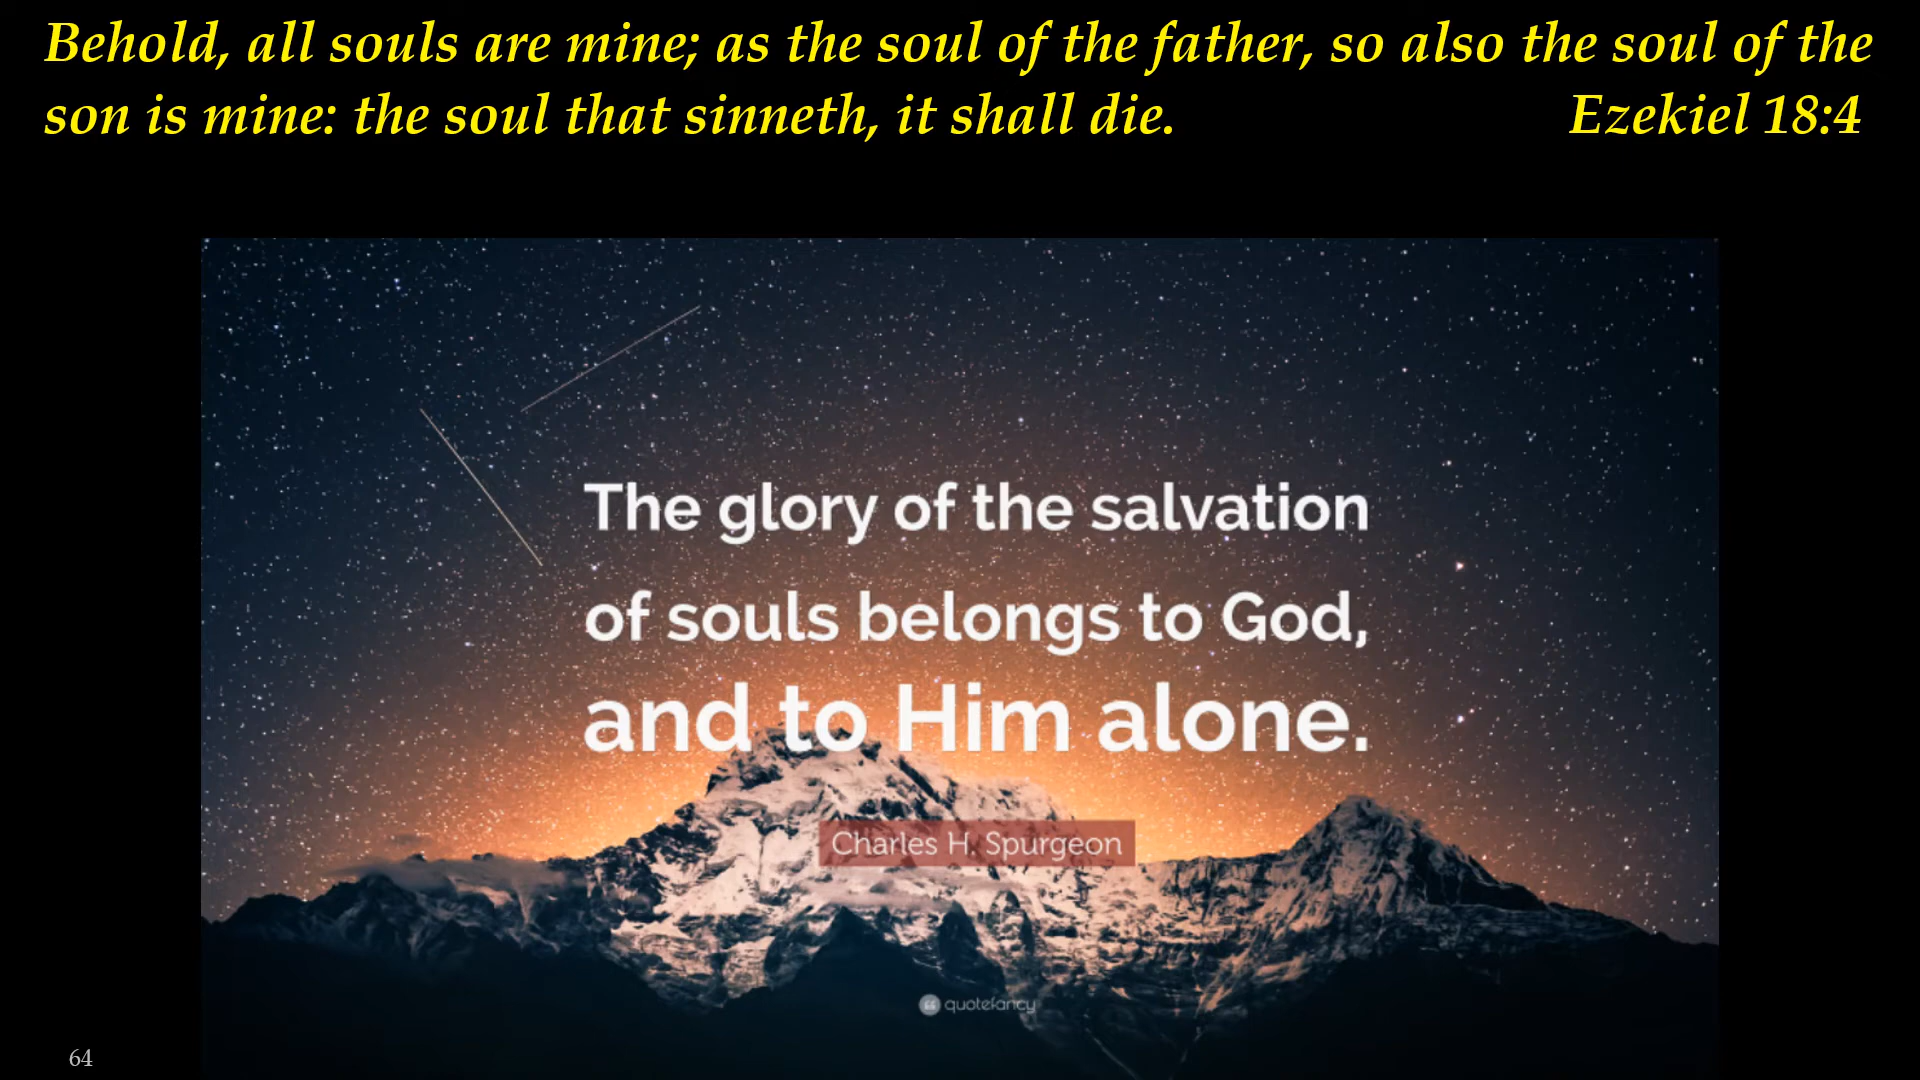 Behold, all souls are mine; as the soul of the father, so also the soul of the
son is mine: the soul that sinneth, it shall die. Ezekiel 18:4
The glory of the salvation
of souls belongs to God,
and to Him alone.
Charles H. Spurgeon
quotefancy
64